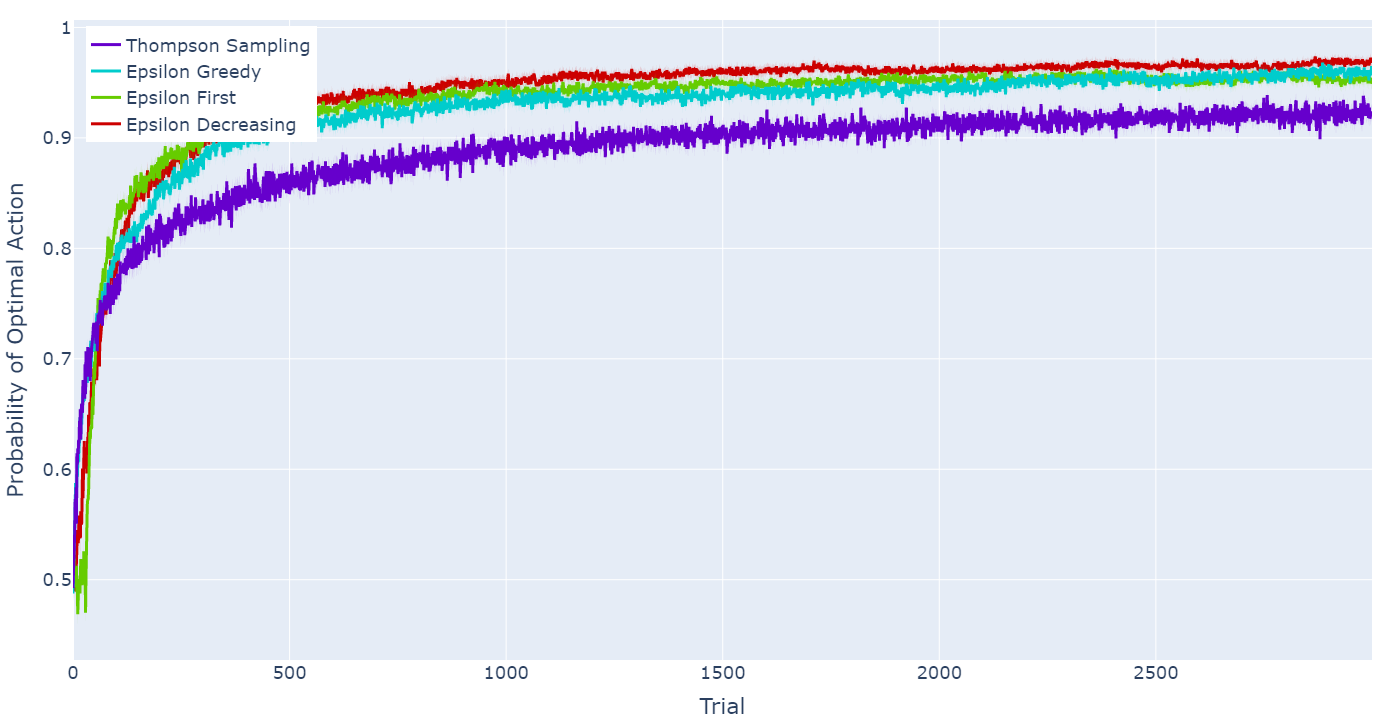 Thompson Sampling
Epsilon Greedy
Epsilon First
Epsilon Decreasing
Probability of Optimal Action
1
0.9
0.8
0.7
0.6
0.5
0
500
1000
1500
2000
2500
Trial